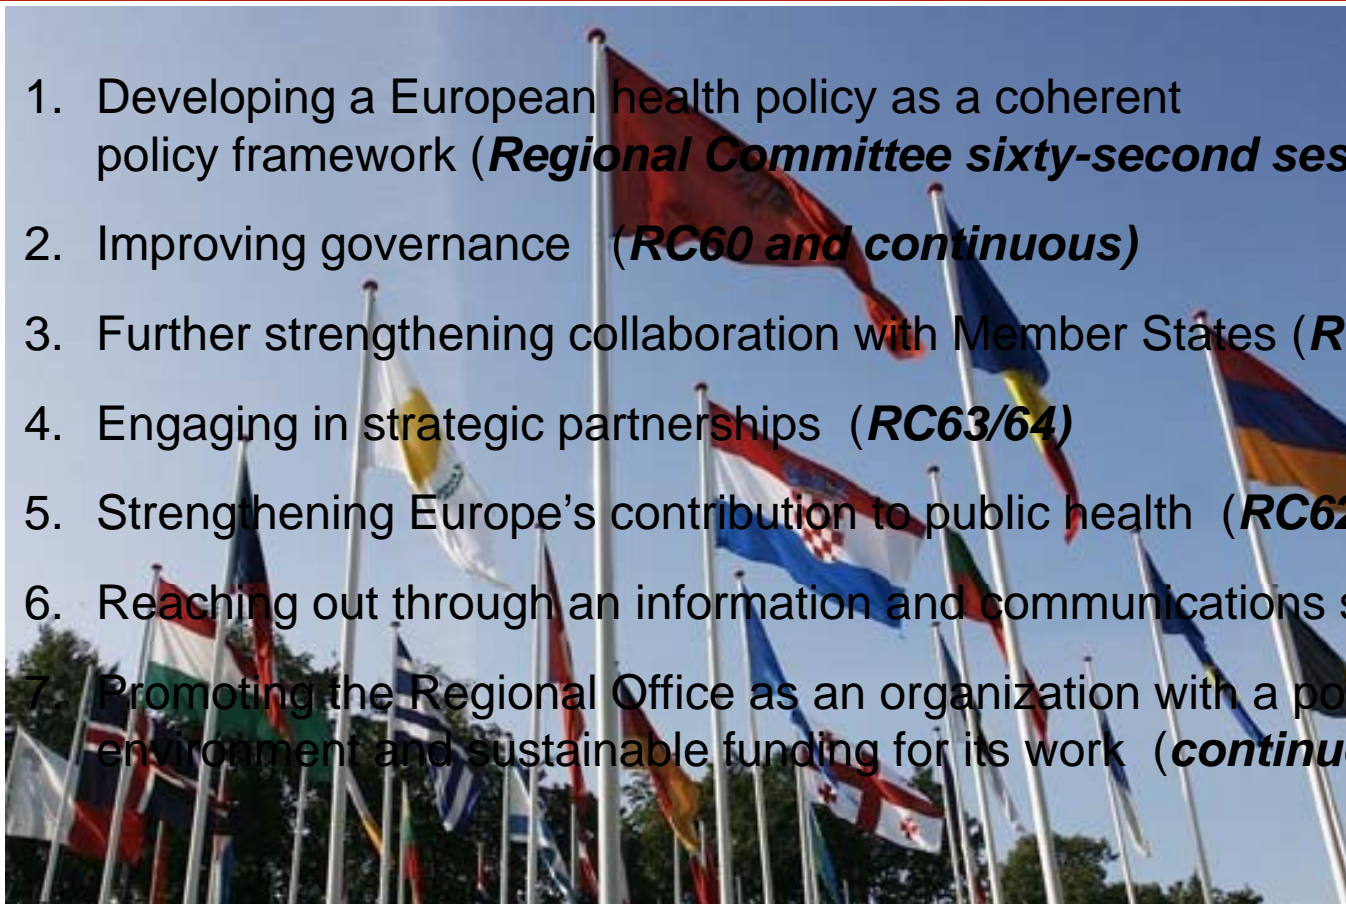 1. Developing a European health policy as a coherent
policy framework (Regional Committee sixty-second
2. Improving governance (RC60 and continuous)
3. Further strengthening collaboration with Member States (
4. Engaging in strategic partnerships (RC63/64)
5. Strengthening Europe’s contribution to public health (RC62
6. Reaching out through an information and communications
7. Promoting the Regional Office as an organization with a
environment and sustainable funding for its work (